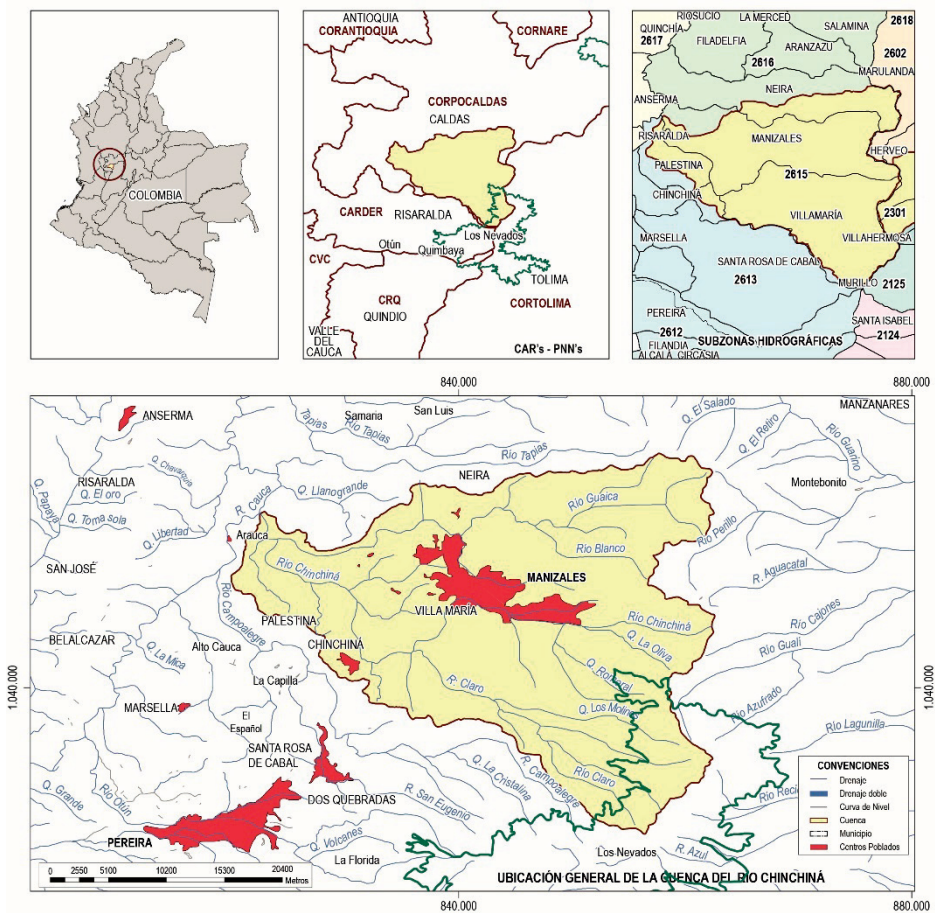 COLOMBIA
ANTIOQUIA
CORANTIOQUIA
CORNARE
CORPOCALDAS
CALDAS
CARDER
RISARALDA
Los Nevados
Otún
Quimbaya
CVC
TOLIMA
CRQ
CORTOLIMA
QUINDIO
VALLE
DEL
CAUCA
CAR's - PNN's
RIOSUCIO
LA MERCED
SALAMINA
2618
QUINCHÍA
2617
FILADELFIA
ARANZAZU
2602
2616
MARULANDA
NEIRA
ANSERMA
RISARALDA
MANIZALES
HERVEO
PALESTINA
2615
CHINCHINÁ
VILLAMARÍA
2301
MARSELLA
VILLAHERMOSA
SANTA ROSA DE CABAL
2613
MURILLO
2125
PEREIRA
SANTA ISABEL
2612
2124
FILANDIA
SUBZONAS HIDROGRÁFICAS
ALCALÁ
CIRCASIA
840.000
880.000
ANSERMA
Tapias
Samaria
Río Tapias
San Luis
Q. El Salado
MANZANARES
Q. El Retiro
Río Guarino
Río Tapias
RISARALDA
NEIRA
Montebonito
Q. El oro
Q. Papaya
Q. Llanogrande
R. Cauca
Río Guaica
Q. Toma sola
Q. Libertad
Arauca
Río Perillo
Río Blanco
SAN JOSÉ
Río Chinchiná
MANIZALES
R. Aguacatal
Río Campoalegre
VILLA MARÍA
Río Chinchiná
Río Cajones
PALESTINA
BELALCAZAR
CHINCHINÁ
Q. La Oliva
Río Guali
Alto Cauca
Q. La Mica
La Capilla
R. Claro
Q. Romeral
1.040.000
1.040.000
MARSELLA
Q. Los Molinos
Río Azufrado
El
Español
Río Lagunilla
SANTA ROSA
DE CABAL
Q. La Cristalina
R. Campoalegre
Río Claro
CONVENCIONES
Drenaje
Drenaje doble
Curva de Nivel
Cuenca
Municipio
Centros Poblados
Q. Grande
Río Otún
DOS QUEBRADAS
R. San Eugenio
PEREIRA
Q. Volcanes
La Florida
Los Nevados
R. Azul
0 2550 5100 10200 15300 20400
Metros
UBICACIÓN GENERAL DE LA CUENCA DEL RIO CHINCHINÁ
840.000
880.000